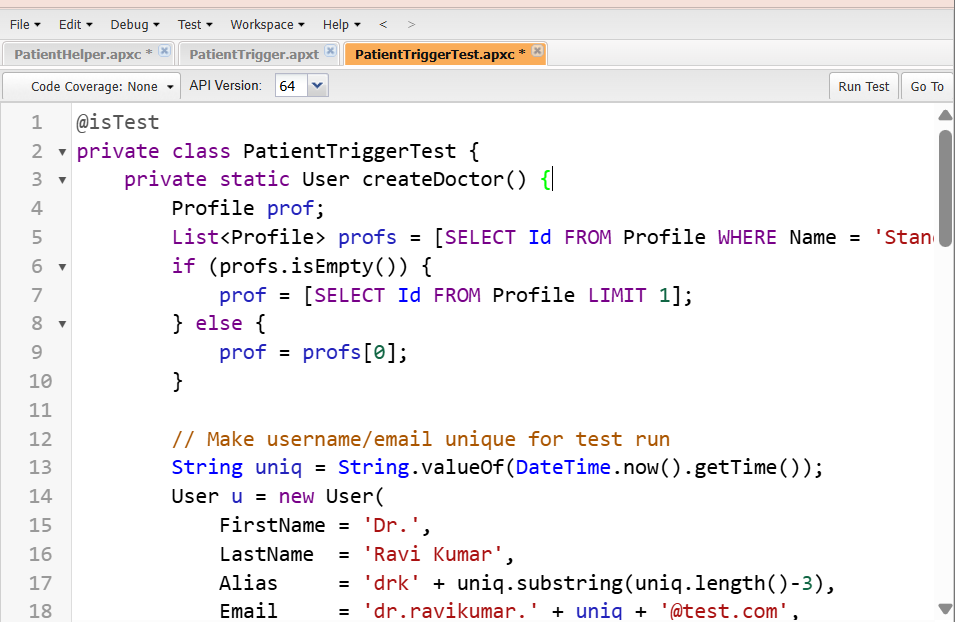 File Edit Debug Test Workspace Help < >
PatientHelper.apxc * PatientTrigger.apxt PatientTriggerTest.apxc *
Code Coverage: None API Version: 64 Run Test Go To
1 @isTest
2 private class PatientTriggerTest {
3 private static User createDoctor() {
4 Profile prof;
5 List<Profile> profs = [SELECT Id FROM Profile WHERE Name = 'Stan
6 if (profs.isEmpty()) {
7 prof = [SELECT Id FROM Profile LIMIT 1];
8 } else {
9 prof = profs[0];
10 }
11
12 // Make username/email unique for test run
13 String uniq = String.valueOf(DateTime.now().getTime());
14 User u = new User(
15 FirstName = 'Dr.',
16 LastName = 'Ravi Kumar',
17 Alias = 'drk' + uniq.substring(uniq.length()-3),
18 Email = 'dr.ravikumar.' + uniq + '@test.com',